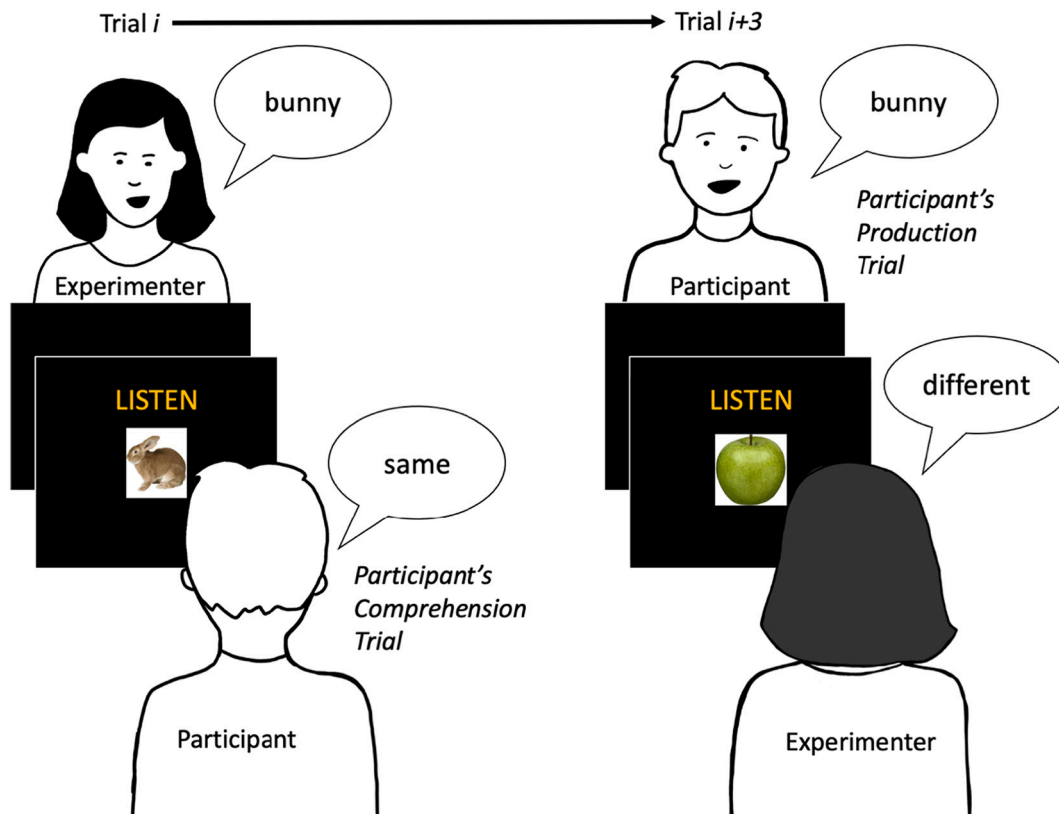 Trial i
Trial i+3
bunny
bunny
Participant's
Production
Trial
Experimenter
Participant
LISTEN
same
LISTEN
different
Participant's
Comprehension
Trial
Participant
Experimenter